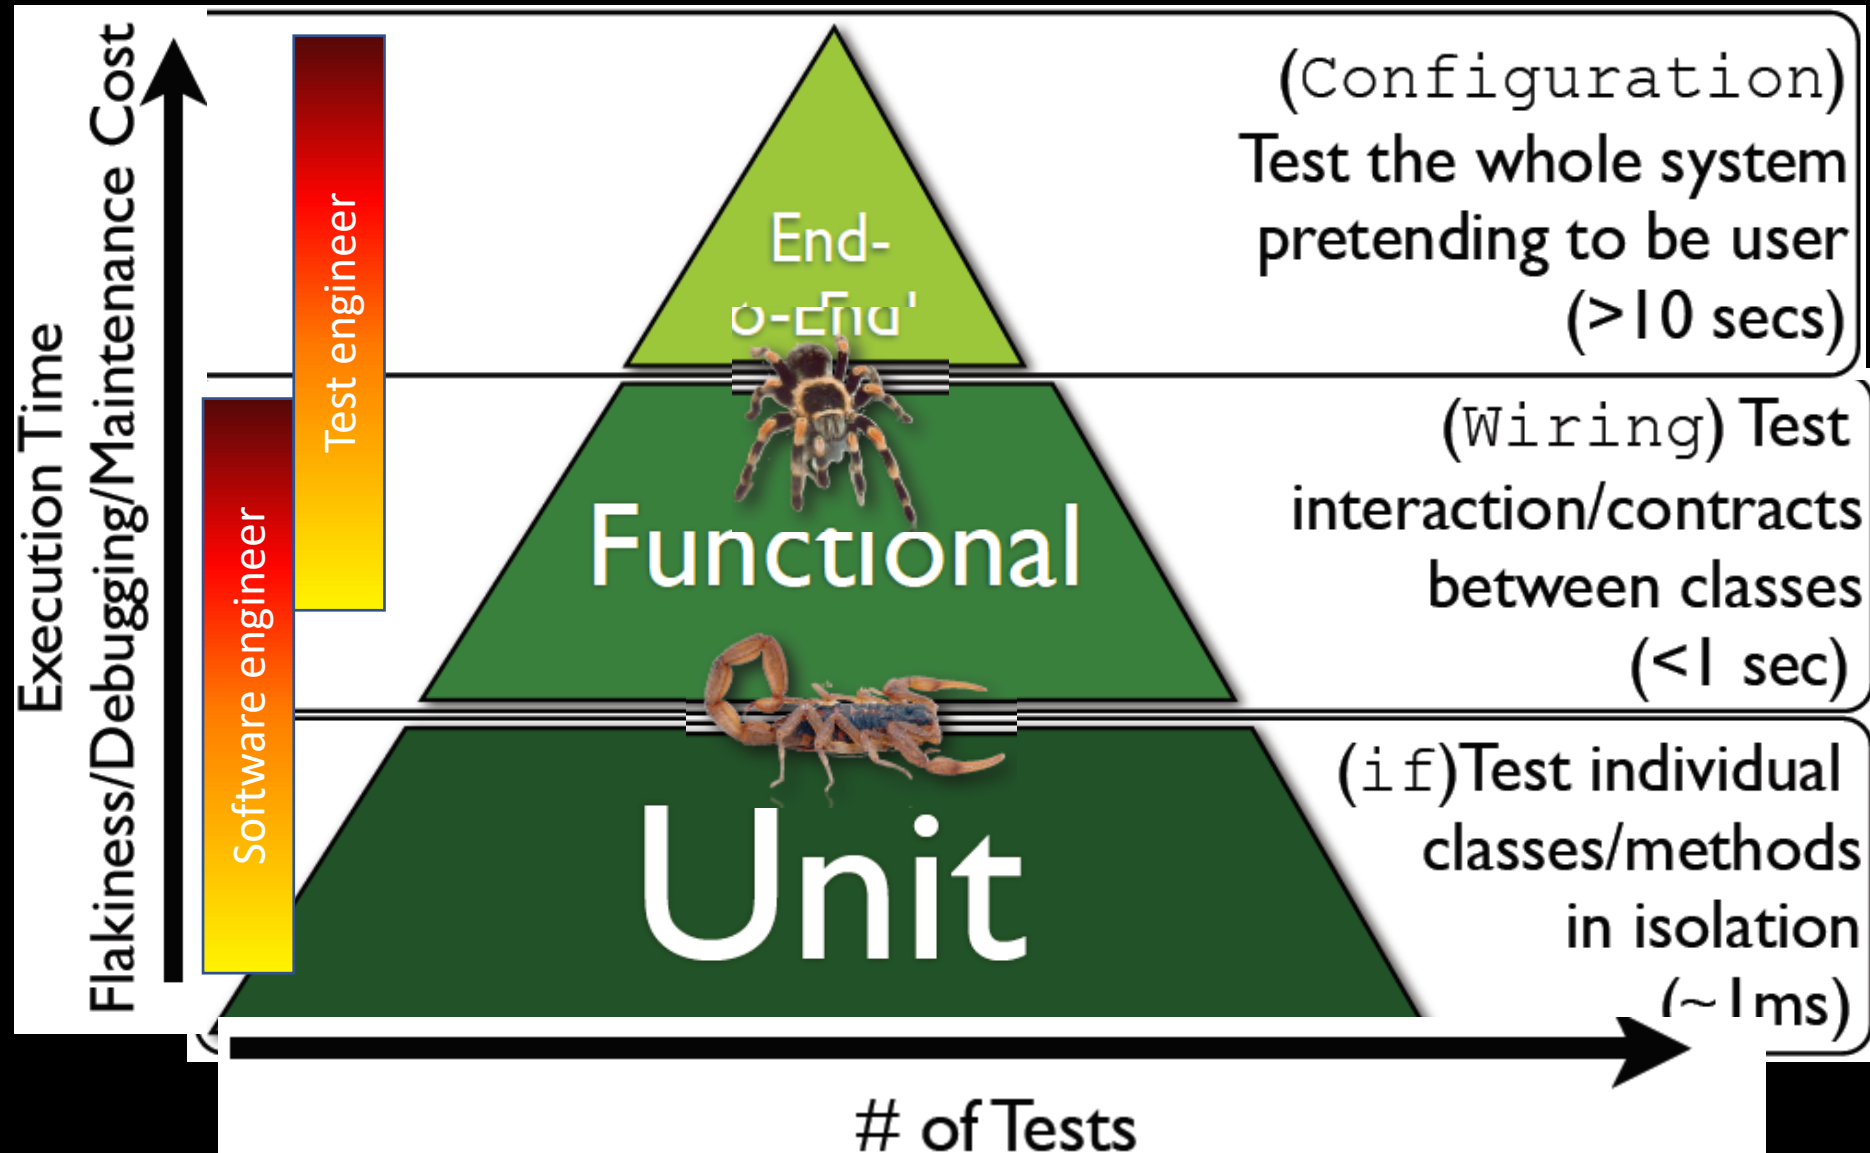 Execution Time
Flakiness/Debugging/Maintenance Cost
Test engineer
Software engineer
End-
o-End
(Configuration)
Test the whole system
pretending to be user
(>10 secs)
Functional
(Wiring) Test
interaction/contracts
between classes
(<1 sec)
Unit
(if)Test individual
classes/methods
in isolation
(~1ms)
# of Tests